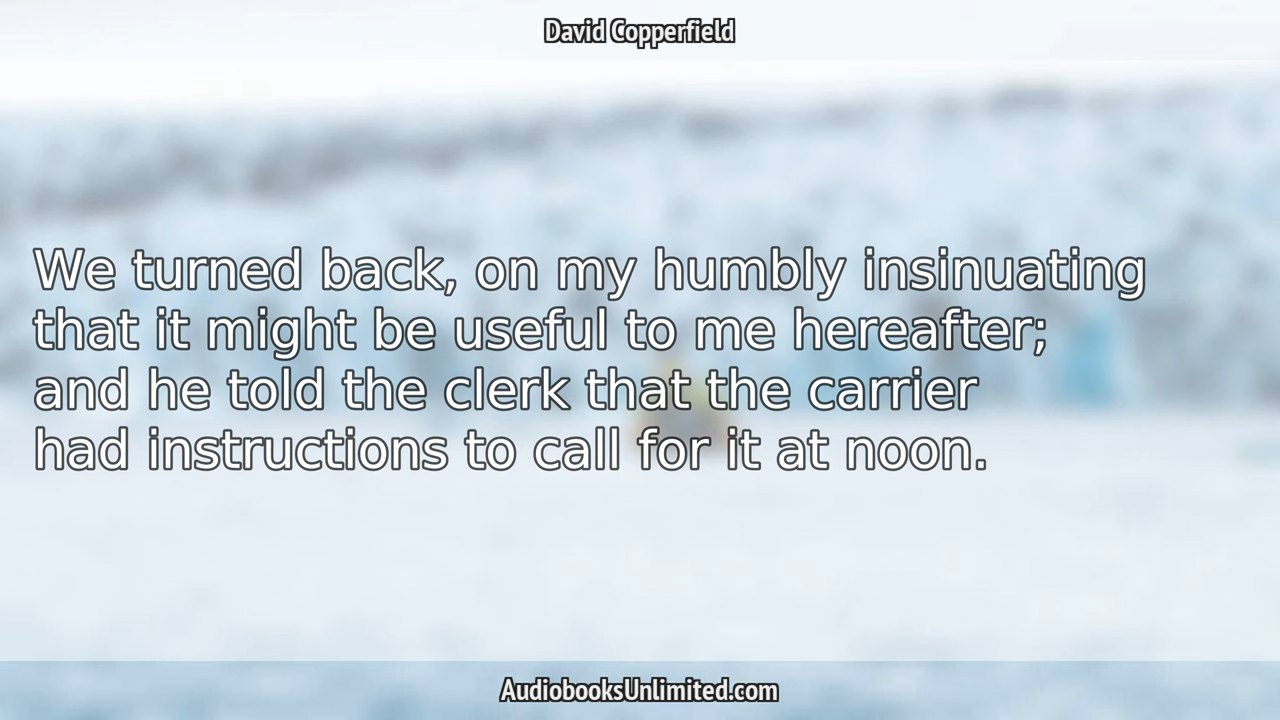 David Copperfield
We turned back, on my humbly insinuating
that it might be useful to me hereafter;
and he told the clerk that the carrier
had instructions to call for it at noon.
AudiobooksUnlimited.com